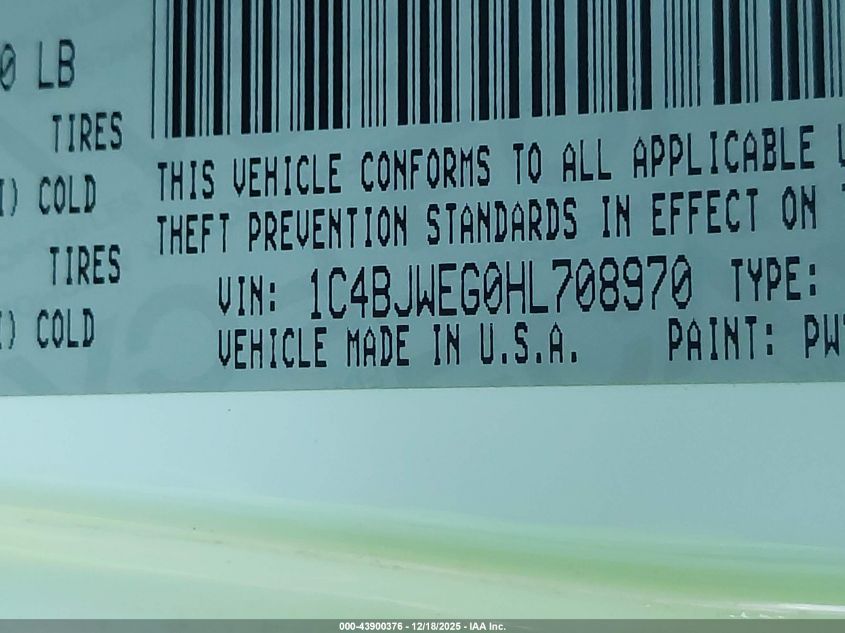 0 LB
TIRES
I) COLD
TIRES
I) COLD
THIS VEHICLE CONFORMS TO ALL APPLICABLE
THEFT PREVENTION STANDARDS IN EFFECT ON
VIN: 1C4BJWEG0HL708970 TYPE:
VEHICLE MADE IN U.S.A. PAINT: PW
000-43900376 - 12/18/2025 - IAA Inc.